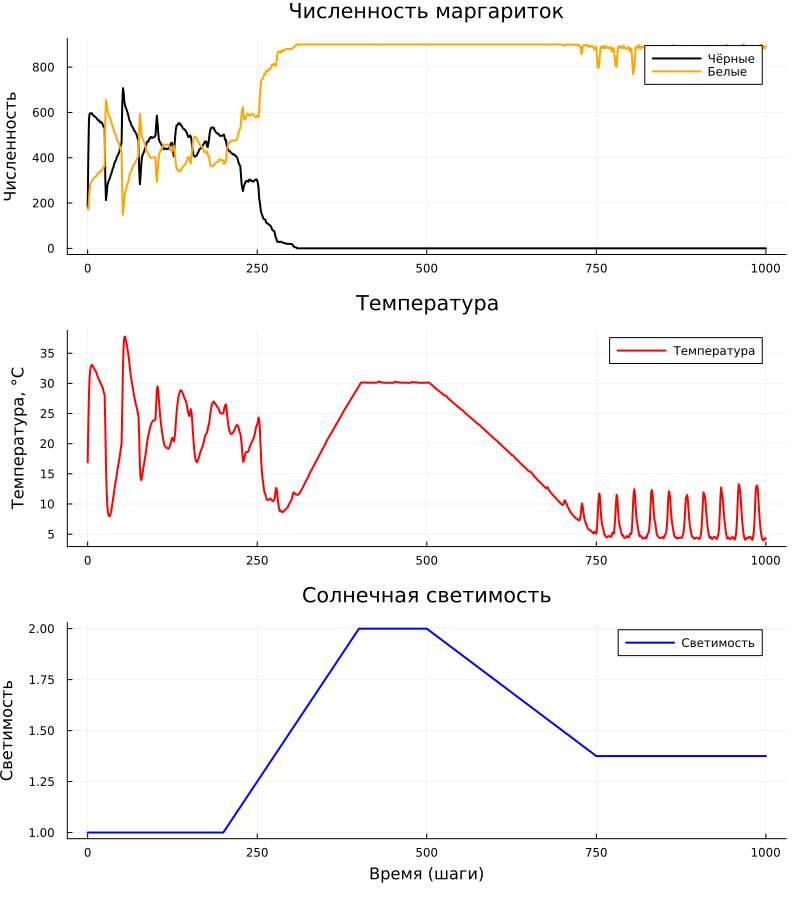 Численность маргариток
Численность
800
600
400
200
0
Чёрные
Белые
0 250 500 750 1000
Температура
Температура, °C
35
30
25
20
15
10
5
Температура
0 250 500 750 1000
Солнечная светимость
Светимость
2.00
1.75
1.50
1.25
1.00
Светимость
0 250 500 750 1000
Время (шаги)